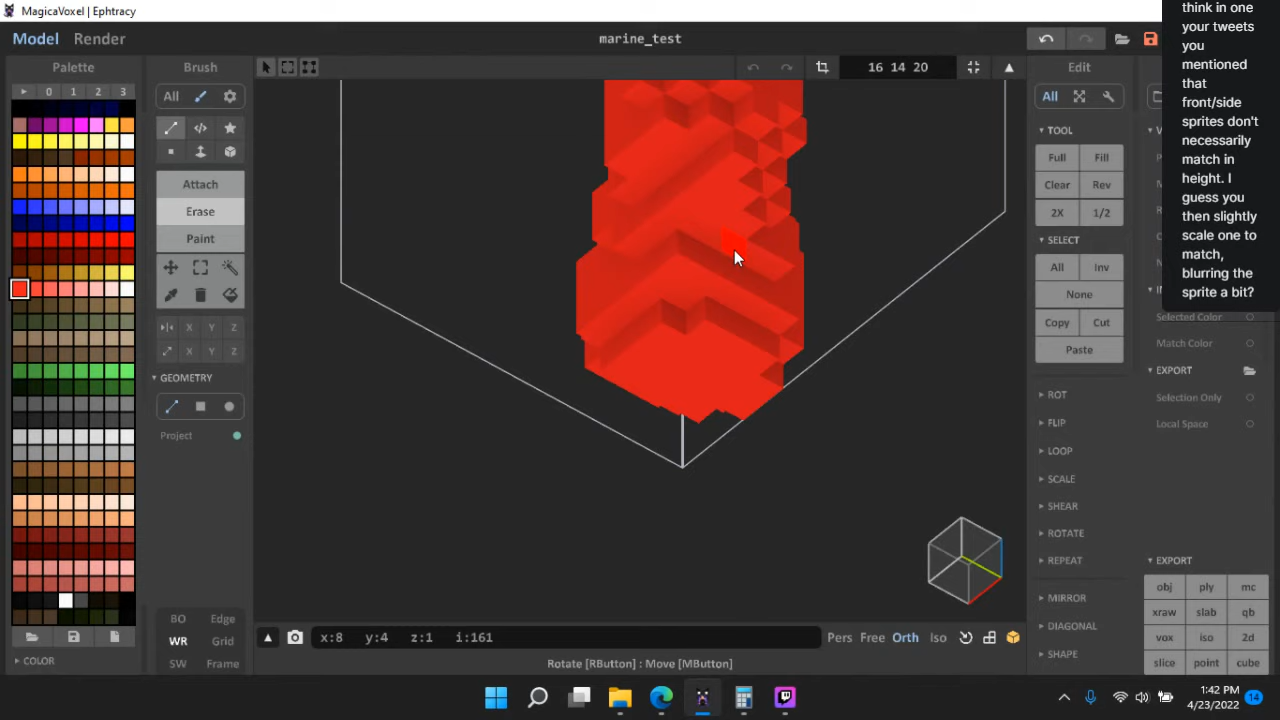 MagicaVoxel | Ephtracy
Model Render
marine_test
Palette
0 1 2 3
COLOR
Brush
All
Attach
Erase
Paint
X Y Z
X Y Z
GEOMETRY
Project
BO Edge
WR Grid
SW Frame
16 14 20
x:8 y:4 z:1 i:161
Pers Free Orth Iso
Rotate [RButton] : Move [MButton]
Edit
All
TOOL
Full Fill
Clear Rev
2X 1/2
SELECT
All Inv
None
Copy Cut
Paste
ROT
FLIP
LOOP
SCALE
SHEAR
ROTATE
REPEAT
MIRROR
DIAGONAL
SHAPE
think in one
your tweets
you
mentioned
that
front/side
sprites don't
necessarily
match in
height. I
guess you
then slightly
scale one to
match,
blurring the
sprite a bit?
Selected Color
Match Color
EXPORT
Selection Only
Local Space
EXPORT
obj ply mc
xraw slab qb
vox iso 2d
slice point cube
1:42 PM
4/23/2022
14